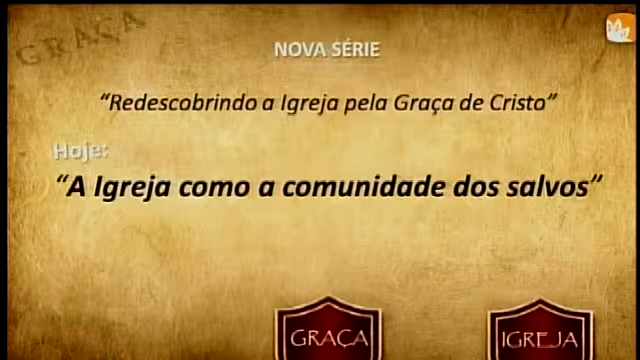 GRAÇA
NOVA SÉRIE
“Redescobrindo a Igreja pela Graça de Cristo”
Hoje:
“A Igreja como a comunidade dos salvos”
GRAÇA
IGREJA